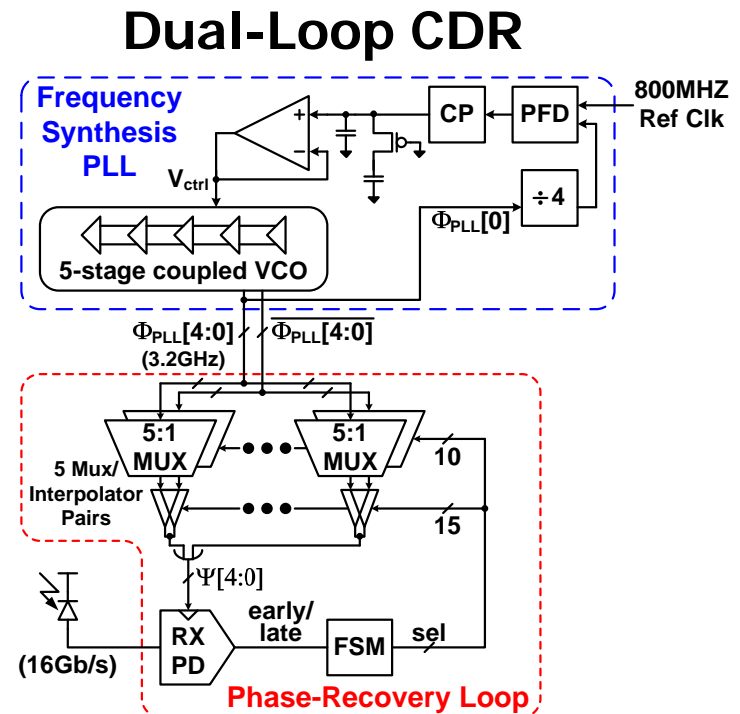 Dual-Loop CDR
Frequency
Synthesis
PLL
800MHZ
Ref Clk
CP
PFD
+
−
Vctrl
÷4
ΦPLL[0]
5-stage coupled VCO
ΦPLL[4:0]
(3.2GHz)
Φ̅PLL[4:0]
5:1
MUX
5:1
MUX
10
5 Mux/
Interpolator
Pairs
15
Ψ[4:0]
(16Gb/s)
RX
PD
early/
late
FSM
sel
Phase-Recovery Loop